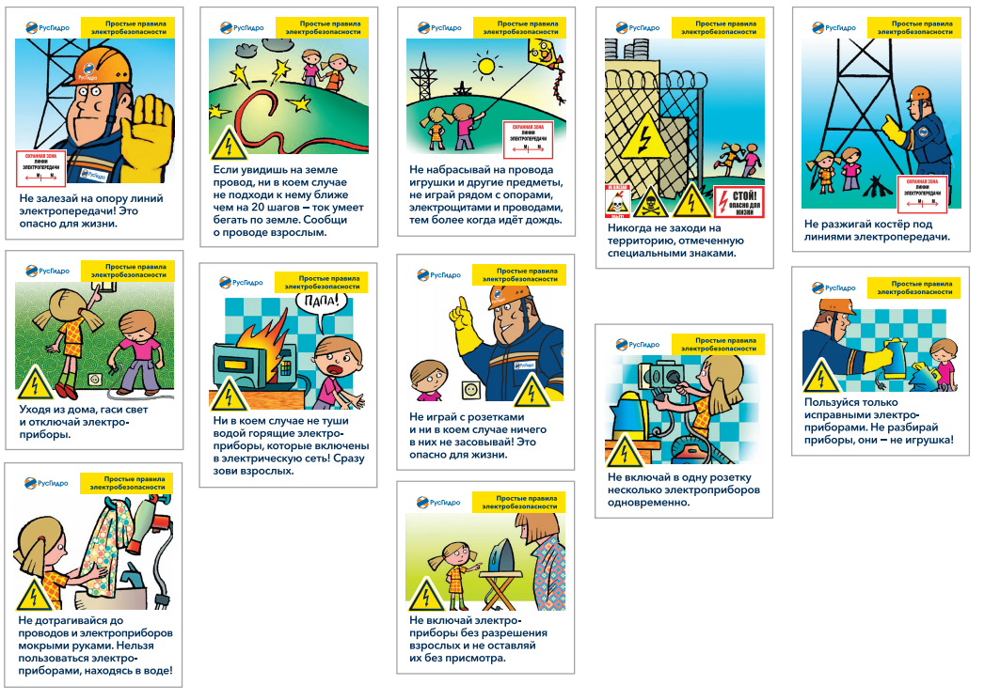 РусГидро
Простые правила
электробезопасности
РусГидро
ОХРАННАЯ ЗОНА
ЛИНИИ
ЭЛЕКТРОПЕРЕДАЧИ
М М
РусГидро
Не залезай на опору линий
электропередачи! Это
опасно для жизни.
РусГидро
Простые правила
электробезопасности
Если увидишь на земле
провод, ни в коем случае
не подходи к нему ближе
чем на 20 шагов – ток умеет
бегать по земле. Сообщи
о проводе взрослым.
РусГидро
Простые правила
электробезопасности
ОХРАННАЯ ЗОНА
ЛИНИИ
ЭЛЕКТРОПЕРЕДАЧИ
М М
Не набрасывай на провода
игрушки и другие предметы,
не играй рядом с опорами,
электрощитами и проводами,
тем более когда идёт дождь.
РусГидро
Простые правила
электробезопасности
СТОЙ!
ОПАСНО ДЛЯ
ЖИЗНИ
Никогда не заходи на
территорию, отмеченную
специальными знаками.
РусГидро
Простые правила
электробезопасности
ОХРАННАЯ ЗОНА
ЛИНИИ
ЭЛЕКТРОПЕРЕДАЧИ
М М
Не разжигай костёр под
линиями электропередачи.
РусГидро
Простые правила
электробезопасности
Уходя из дома, гаси свет
и отключай электро-
приборы.
РусГидро
Простые правила
электробезопасности
ПАПА!
Ни в коем случае не туши
водой горящие электро-
приборы, которые включены
в электрическую сеть! Сразу
зови взрослых.
РусГидро
Простые правила
электробезопасности
РусГидро
Не играй с розетками
и ни в коем случае ничего
в них не засовывай! Это
опасно для жизни.
РусГидро
Простые правила
электробезопасности
Не включай в одну розетку
несколько электроприборов
одновременно.
РусГидро
Простые правила
электробезопасности
Пользуйся только
исправными электро-
приборами. Не разбирай
приборы, они – не игрушка!
РусГидро
Простые правила
электробезопасности
Не дотрагивайся до
проводов и электроприборов
мокрыми руками. Нельзя
пользоваться электро-
приборами, находясь в воде!
РусГидро
Простые правила
электробезопасности
Не включай электро-
приборы без разрешения
взрослых и не оставляй
их без присмотра.